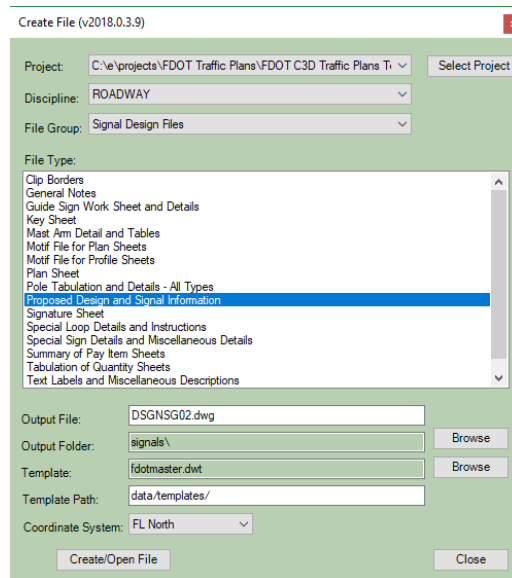 Create File (v2018.0.3.9)
Project: C:\e\projects\FDOT Traffic Plans\FDOT C3D Traffic Plans Select Project
Discipline: ROADWAY
File Group: Signal Design Files
File Type:
Clip Borders
General Notes
Guide Sign Work Sheet and Details
Key Sheet
Mast Arm Detail and Tables
Motif File for Plan Sheets
Motif File for Profile Sheets
Plan Sheet
Pole Tabulation and Details - All Types
Proposed Design and Signal Information
Signature Sheet
Special Loop Details and Instructions
Special Sign Details and Miscellaneous Details
Summary of Pay Item Sheets
Tabulation of Quantity Sheets
Text Labels and Miscellaneous Descriptions
Output File: DSGNSG02.dwg
Output Folder: signals\ Browse
Template: fdotmaster.dwt Browse
Template Path: data/templates/
Coordinate System: FL North
Create/Open File Close